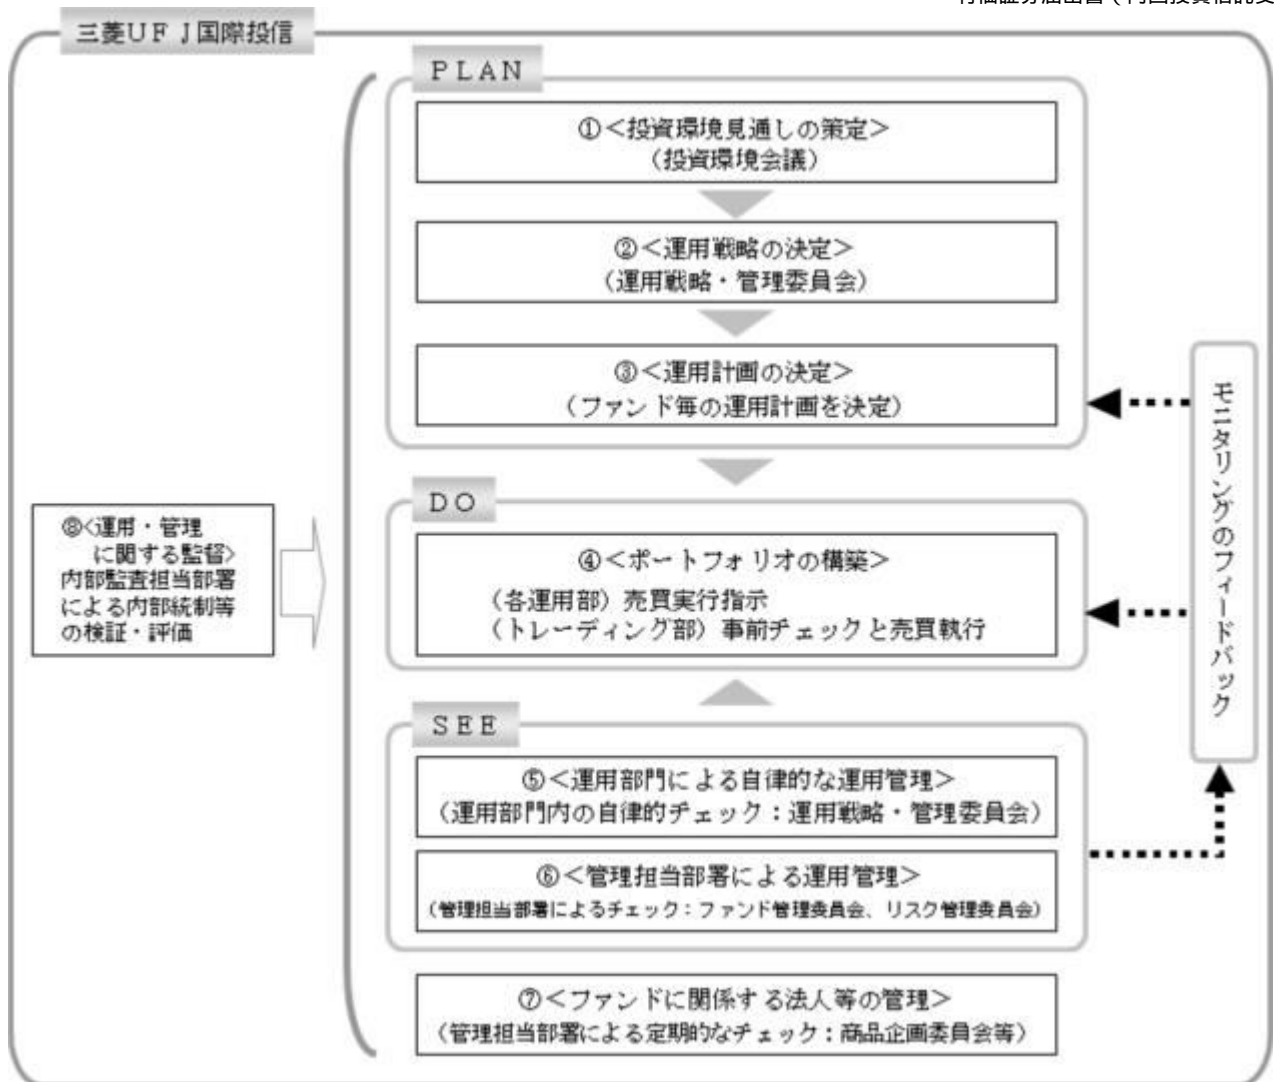 三菱ＵＦＪ国際投信
ＰＬＡＮ
①＜投資環境見通しの策定＞
（投資環境会議）
②＜運用戦略の決定＞
（運用戦略・管理委員会）
③＜運用計画の決定＞
（ファンド毎の運用計画を決定）
ＤＯ
④＜ポートフォリオの構築＞
（各運用部）売買実行指示
（トレーディング部）事前チェックと売買執行
ＳＥＥ
⑤＜運用部門による自律的な運用管理＞
（運用部門内の自律的チェック：運用戦略・管理委員会）
⑥＜管理担当部署による運用管理＞
（管理担当部署によるチェック：ファンド管理委員会、リスク管理委員会）
⑦＜ファンドに関係する法人等の管理＞
（管理担当部署による定期的なチェック：商品企画委員会等）
⑧＜運用・管理
に関する監督＞
内部監査担当部署
による内部統制等
の検証・評価
モニタリングのフィードバック